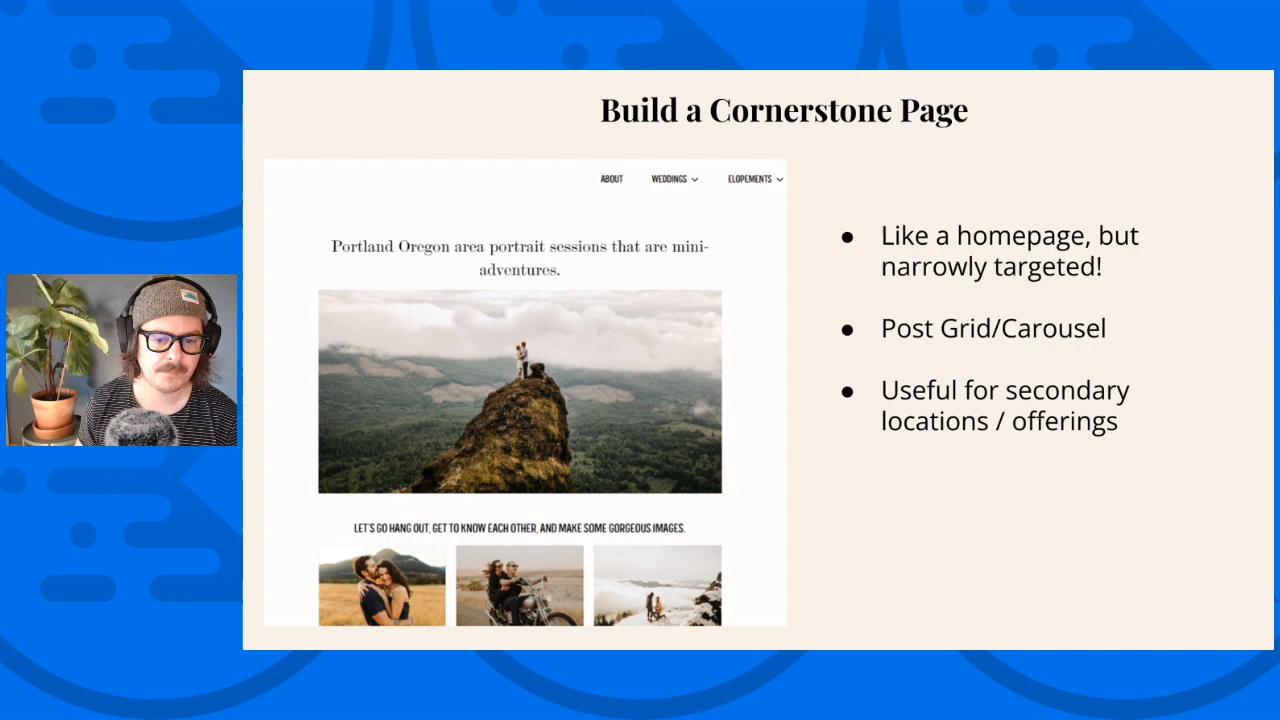 Build a Cornerstone Page
ABOUT WEDDINGS ELOPEMENTS
Portland Oregon area portrait sessions that are mini-
adventures.
LET'S GO HANG OUT, GET TO KNOW EACH OTHER, AND MAKE SOME GORGEOUS IMAGES.
● Like a homepage, but
narrowly targeted!
● Post Grid/Carousel
● Useful for secondary
locations / offerings